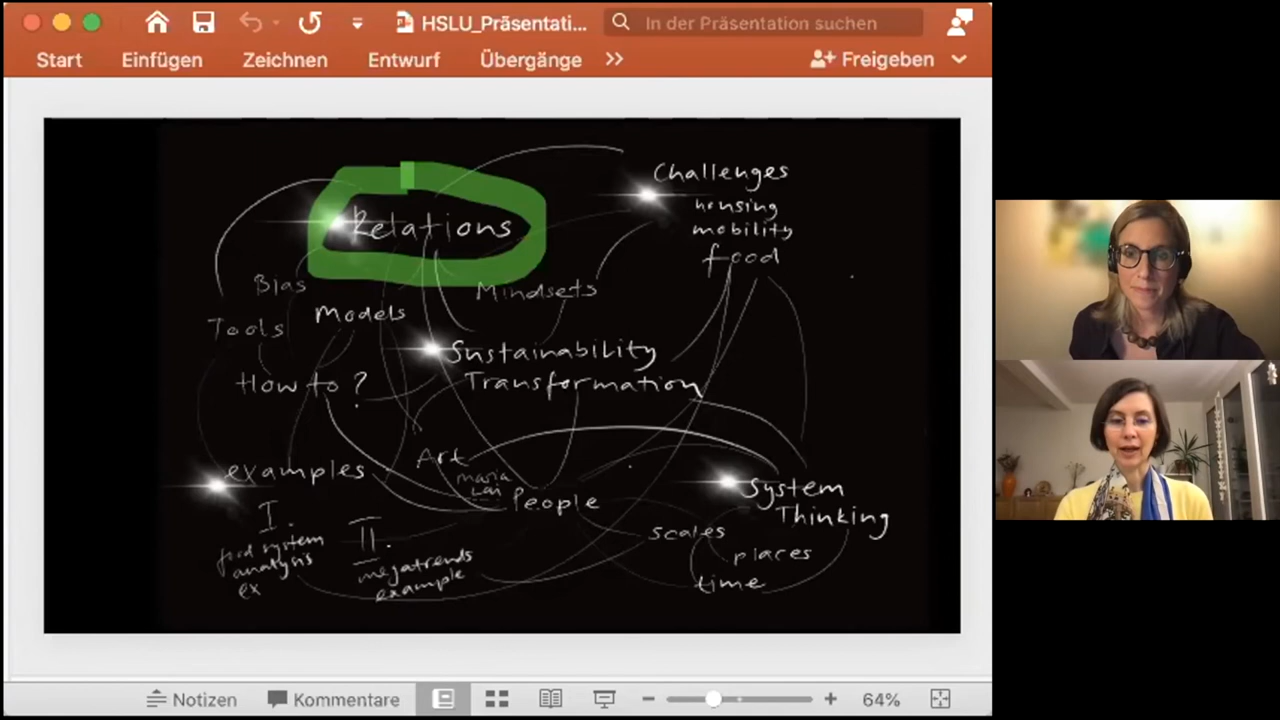 HSLU_Präsentati...
In der Präsentation suchen
Start
Einfügen
Zeichnen
Entwurf
Übergänge
Freigeben
Relations
Challenges
housing
mobility
food
Bias
Mindsets
Tools
Models
Sustainability
Transformation
How to?
examples
Art
maria
Lai
People
System
Thinking
I.
food system
analysis
ex
II.
megatrends
example
scales
places
time
Notizen
Kommentare
64%